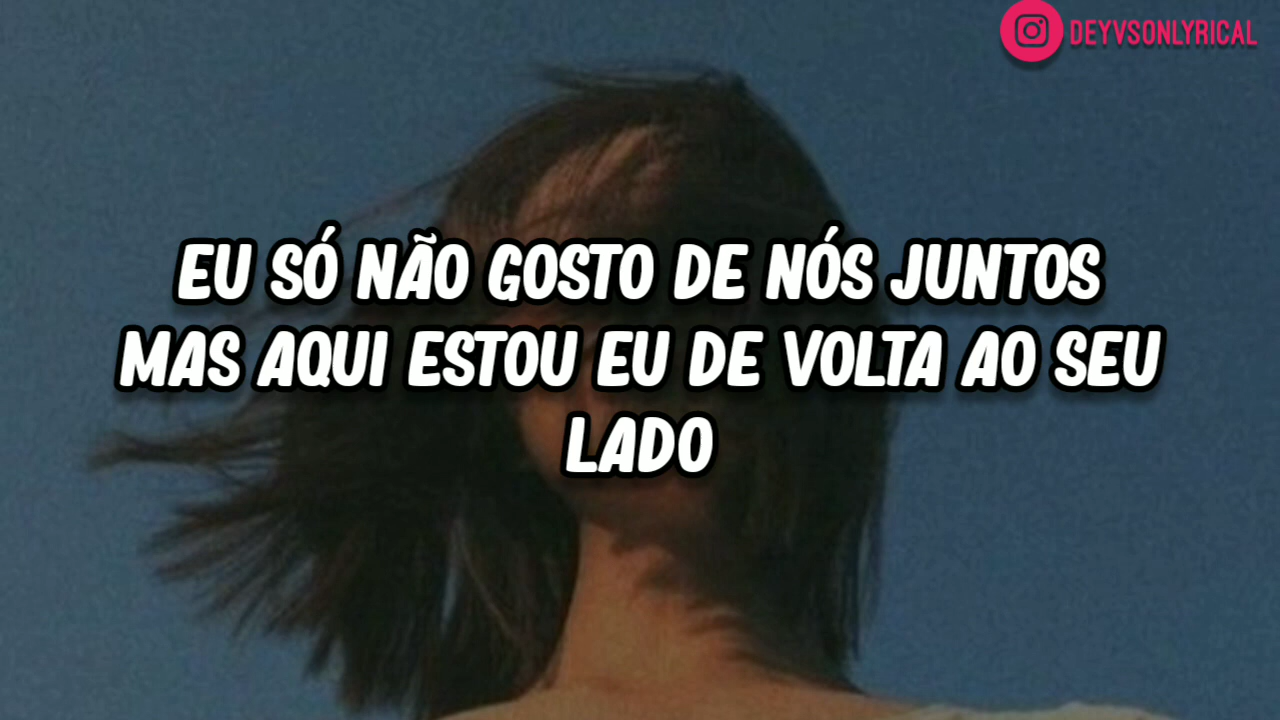 DEYVSONLYRICAL
EU SÓ NÃO GOSTO DE NÓS JUNTOS
MAS AQUI ESTOU EU DE VOLTA AO SEU
LADO